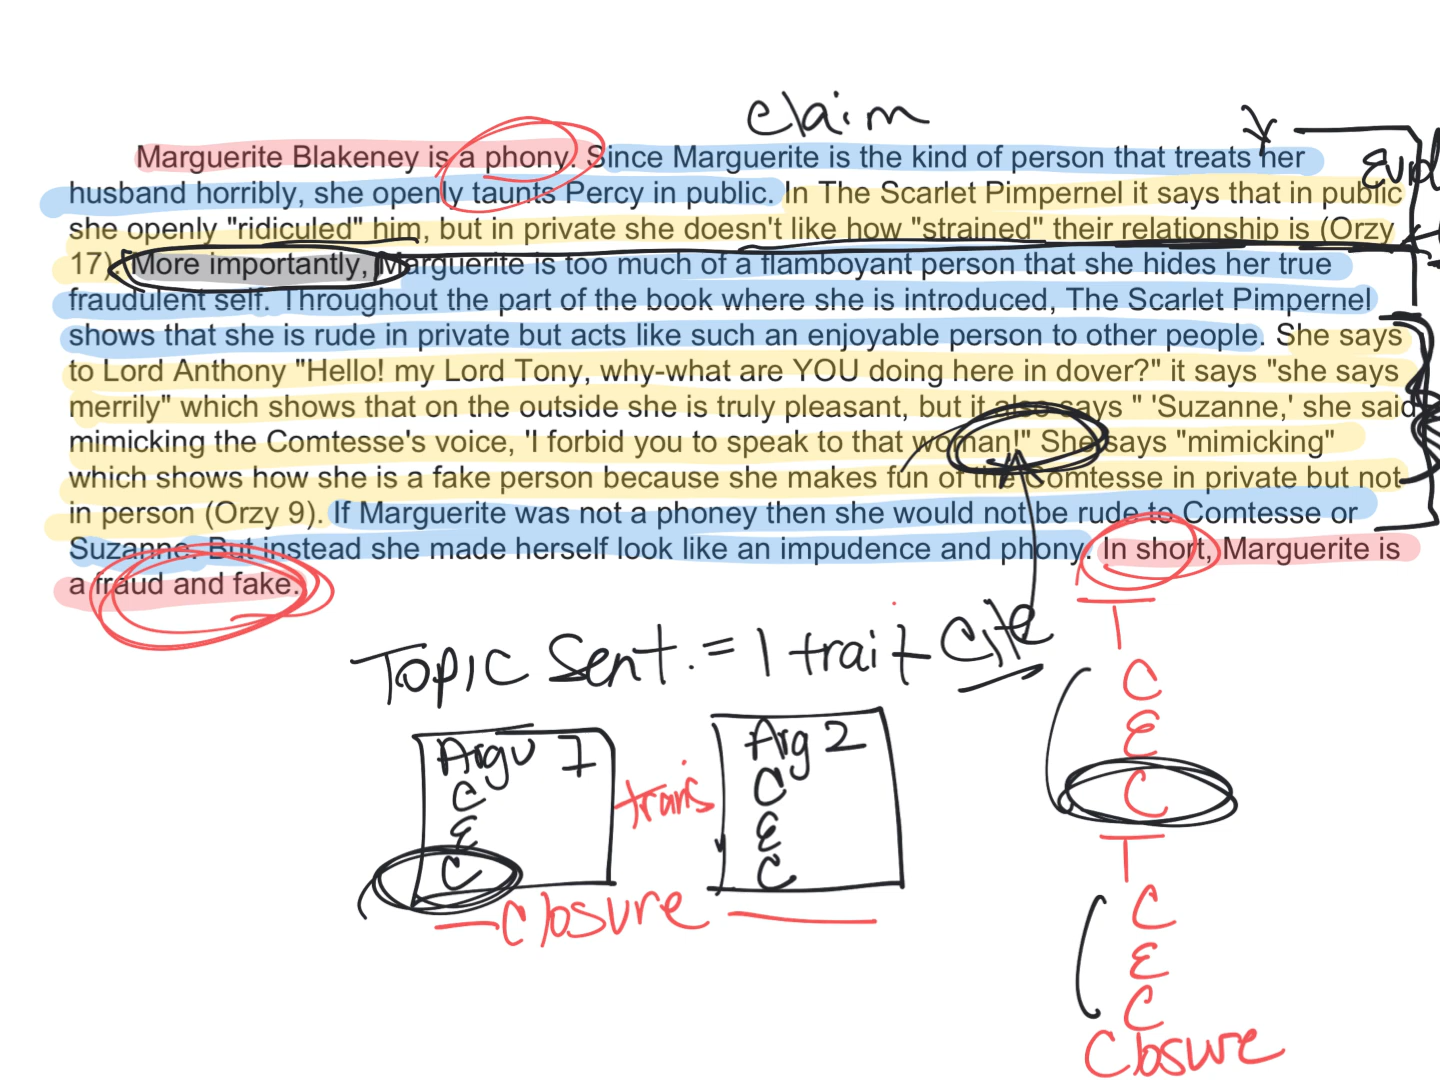 claim
Marguerite Blakeney is a phony. Since Marguerite is the kind of person that treats her
husband horribly, she openly taunts Percy in public. In The Scarlet Pimpernel it says that in public
she openly "ridiculed" him, but in private she doesn't like how "strained" their relationship is (Orzy
17). More importantly, Marguerite is too much of a flamboyant person that she hides her true
fraudulent self. Throughout the part of the book where she is introduced, The Scarlet Pimpernel
shows that she is rude in private but acts like such an enjoyable person to other people. She says
to Lord Anthony "Hello! my Lord Tony, why-what are YOU doing here in dover?" it says "she says
merrily" which shows that on the outside she is truly pleasant, but it also says " 'Suzanne,' she said
mimicking the Comtesse's voice, 'I forbid you to speak to that woman!" She says "mimicking"
which shows how she is a fake person because she makes fun of the Comtesse in private but not
in person (Orzy 9). If Marguerite was not a phoney then she would not be rude to Comtesse or
Suzanne. But instead she made herself look like an impudence and phony. In short, Marguerite is
a fraud and fake.
Topic Sent. = 1 trait cite
Argu 1
C
E
C
trans
Arg 2
C
E
C
closure
T
C
E
C
T
C
E
C
Closure